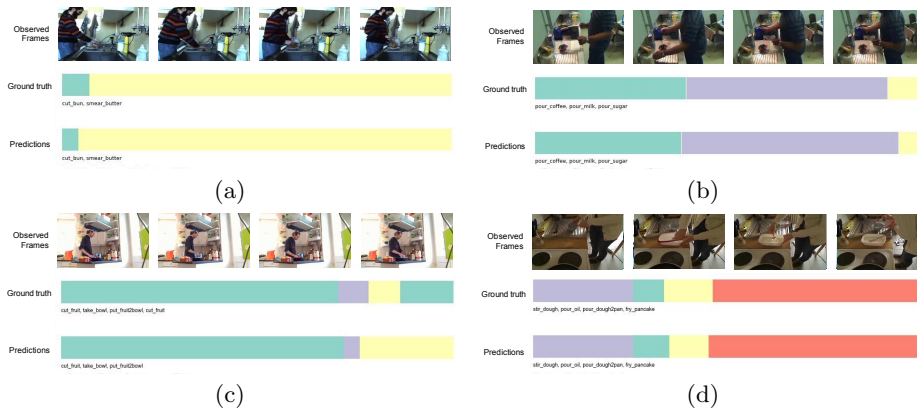 Observed
Frames
Ground truth
cut_bun, smear_butter
Predictions
cut_bun, smear_butter
(a)
Observed
Frames
Ground truth
pour_coffee, pour_milk, pour_sugar
Predictions
pour_coffee, pour_milk, pour_sugar
(b)
Observed
Frames
Ground truth
cut_fruit, take_bowl, put_fruit2bowl, cut_fruit
Predictions
cut_fruit, take_bowl, put_fruit2bowl
(c)
Observed
Frames
Ground truth
stir_dough, pour_oil, pour_dough2pan, fry_pancake
Predictions
stir_dough, pour_oil, pour_dough2pan, fry_pancake
(d)